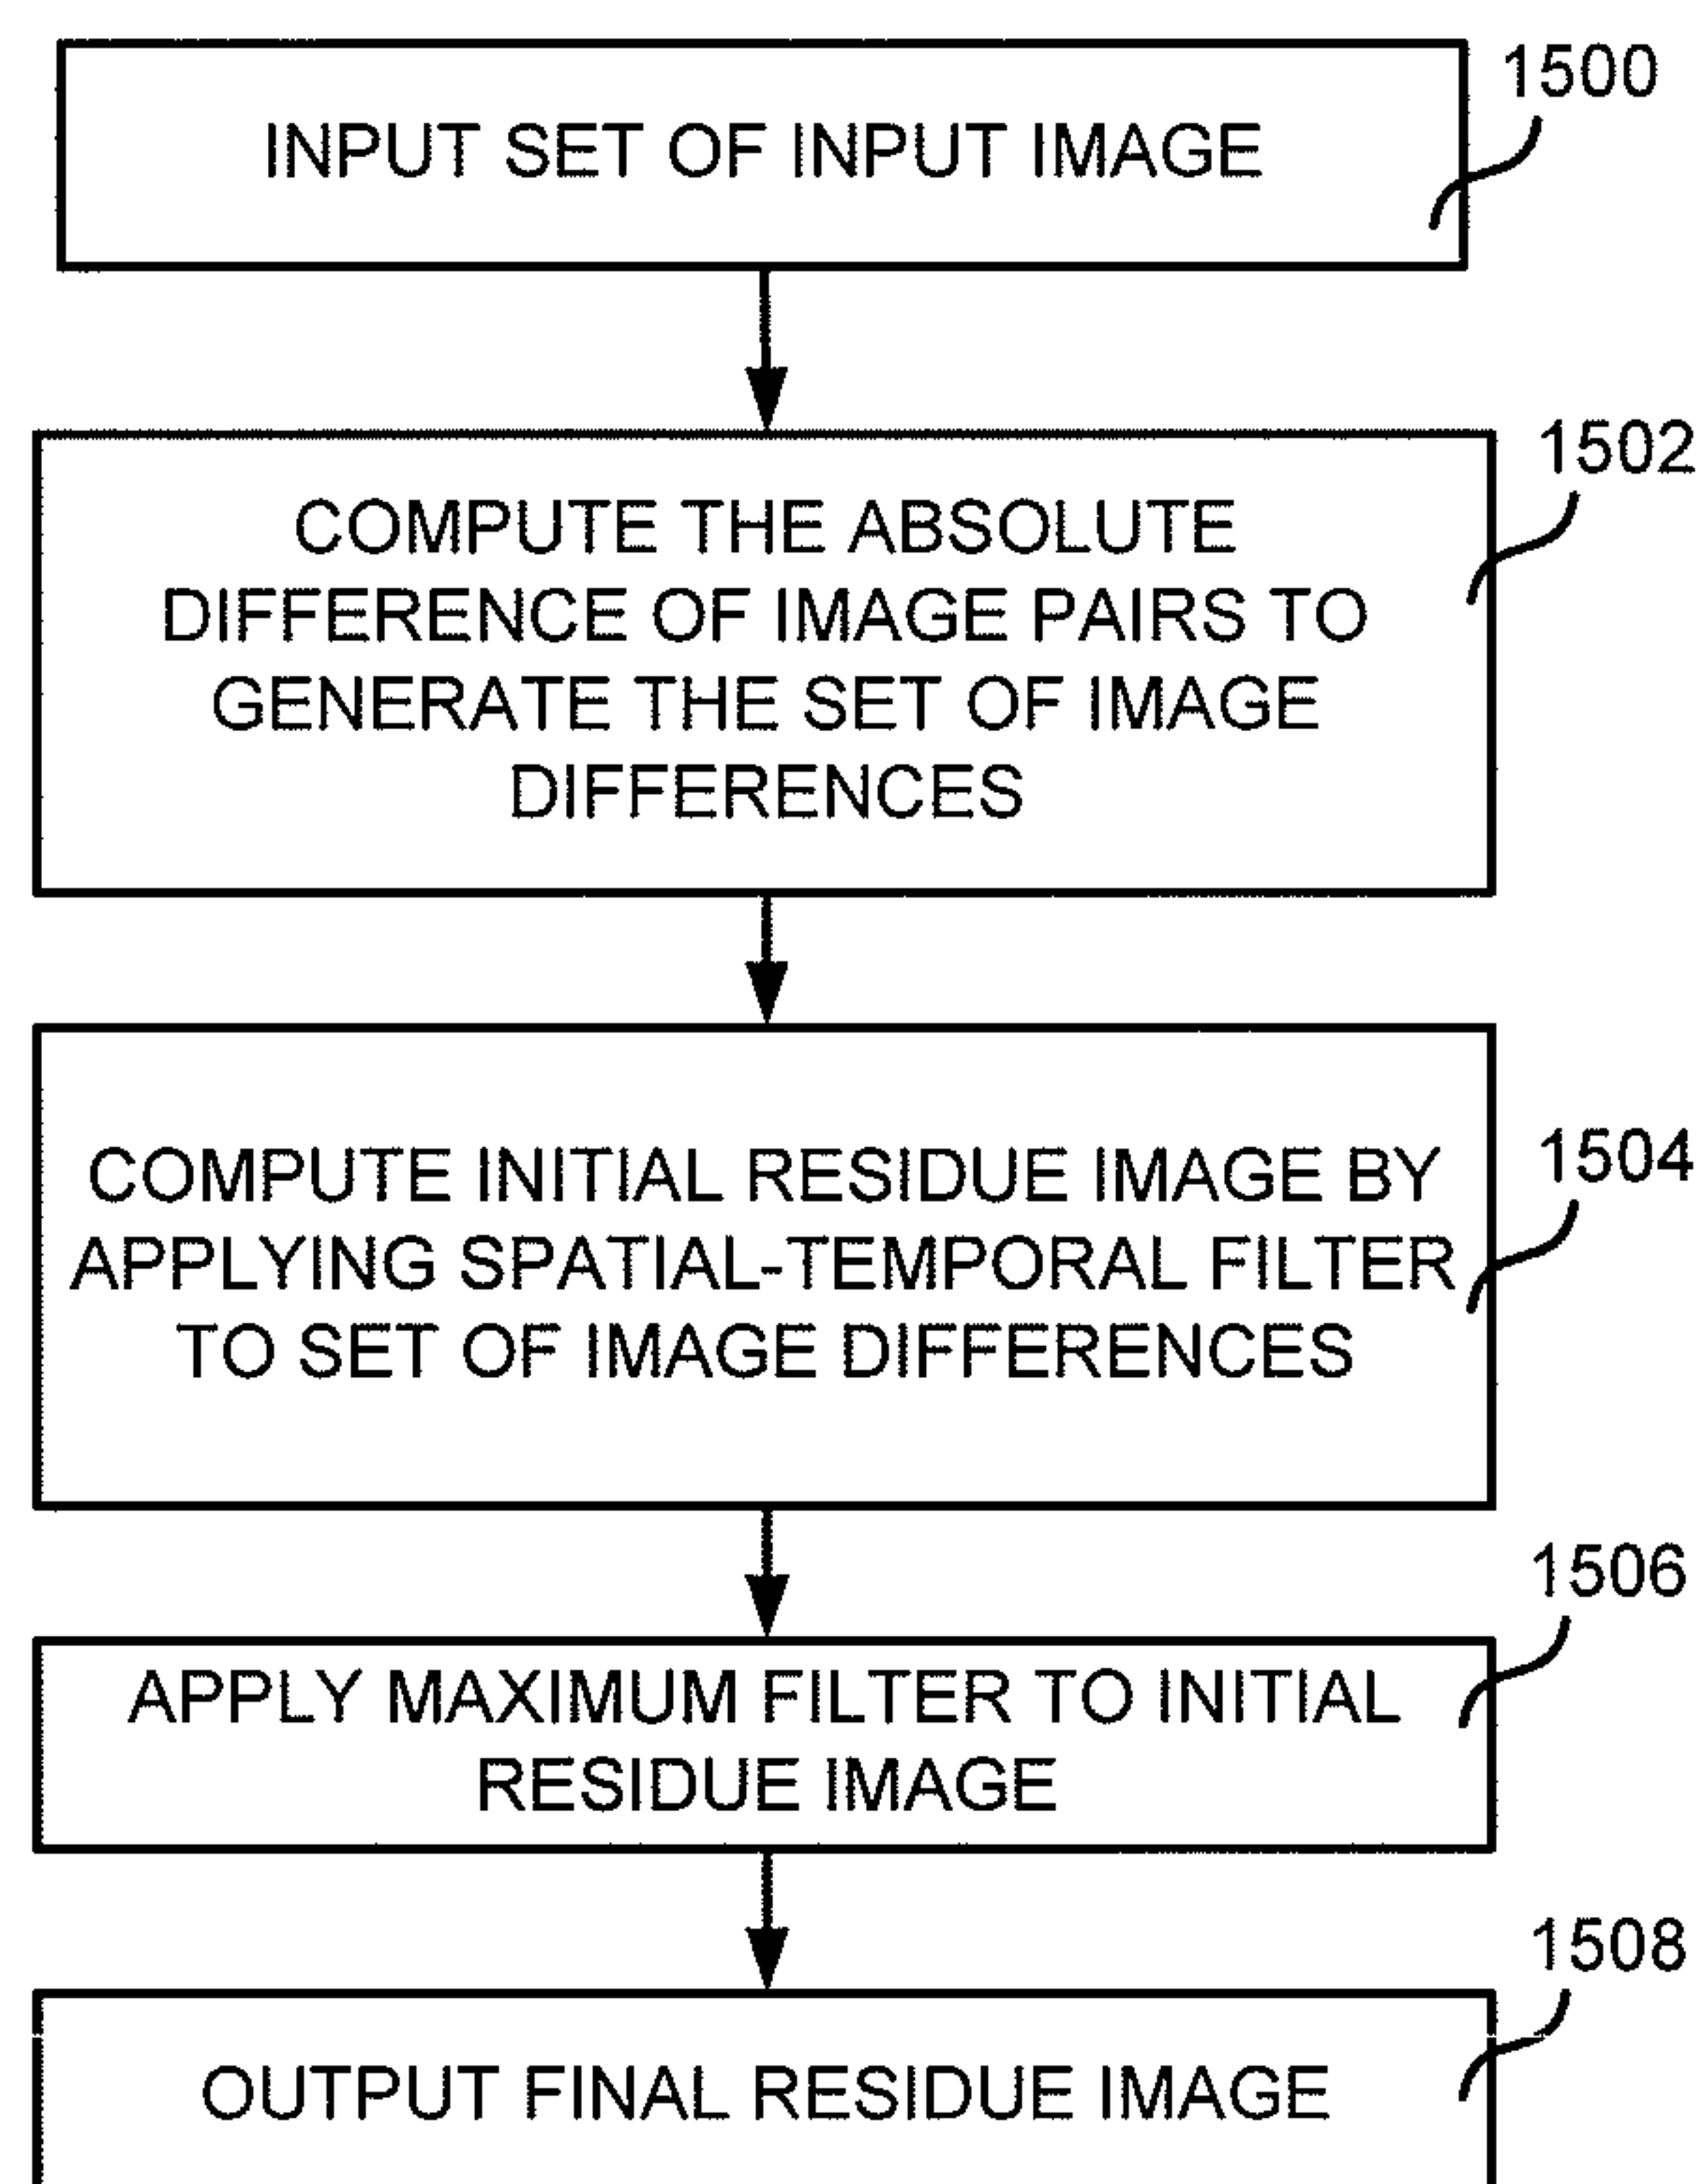 1500
INPUT SET OF INPUT IMAGE
1502
COMPUTE THE ABSOLUTE
DIFFERENCE OF IMAGE PAIRS TO
GENERATE THE SET OF IMAGE
DIFFERENCES
1504
COMPUTE INITIAL RESIDUE IMAGE BY
APPLYING SPATIAL-TEMPORAL FILTER
TO SET OF IMAGE DIFFERENCES
1506
APPLY MAXIMUM FILTER TO INITIAL
RESIDUE IMAGE
1508
OUTPUT FINAL RESIDUE IMAGE